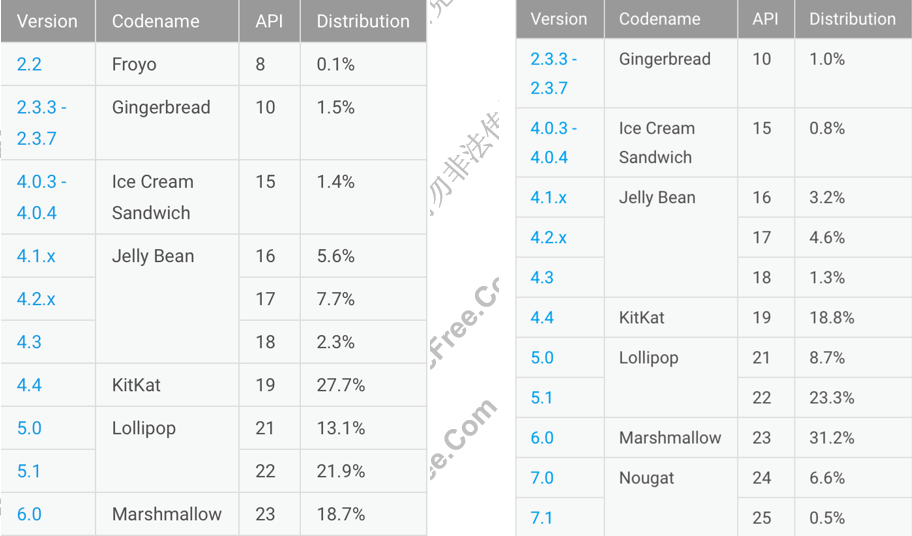 Version Codename API Distribution
2.2 Froyo 8 0.1%
2.3.3 - Gingerbread 10 1.5%
2.3.7
4.0.3 - Ice Cream 15 1.4%
4.0.4 Sandwich
4.1.x Jelly Bean 16 5.6%
4.2.x 17 7.7%
4.3 18 2.3%
4.4 KitKat 19 27.7%
5.0 Lollipop 21 13.1%
5.1 22 21.9%
6.0 Marshmallow 23 18.7%
勿非法传
Free.Co
e.Com
Version Codename API Distribution
2.3.3 - Gingerbread 10 1.0%
2.3.7
4.0.3 - Ice Cream 15 0.8%
4.0.4 Sandwich
4.1.x Jelly Bean 16 3.2%
4.2.x 17 4.6%
4.3 18 1.3%
4.4 KitKat 19 18.8%
5.0 Lollipop 21 8.7%
5.1 22 23.3%
6.0 Marshmallow 23 31.2%
7.0 Nougat 24 6.6%
7.1 25 0.5%